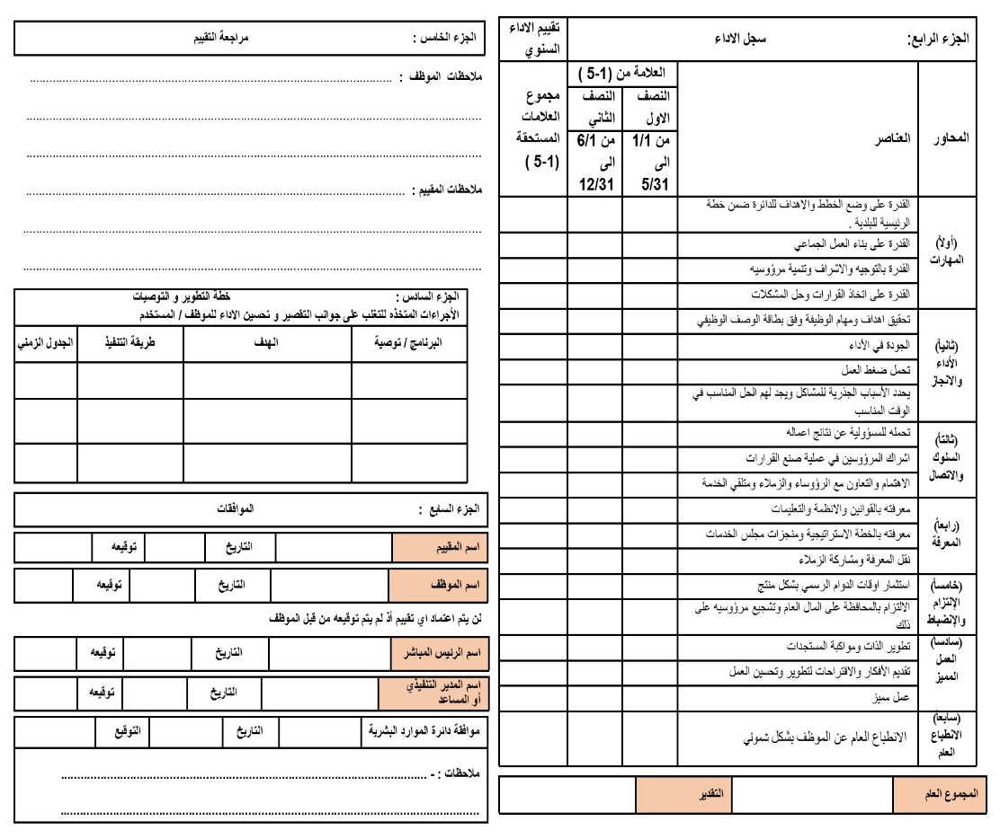 الجزء الرابع: سجل الاداء
تقييم الاداء
السنوي
المحاور
العناصر
العلامة من (1-5 )
النصف
الاول
النصف
الثاني
من 1/1
الى
5/31
من 6/1
الى
12/31
مجموع
العلامات
المستحقة
(1-5 )
(أولاً)
المهارات
القدرة على وضع الخطط والاهداف للدائرة ضمن خطة
الرئيسية للبلدية .
القدرة على بناء العمل الجماعي
القدرة بالتوجيه والاشراف وتنمية مرؤوسيه
القدرة على اتخاذ القرارات وحل المشكلات
(ثانياً)
الأداء
والانجاز
تحقيق اهداف ومهام الوظيفة وفق بطاقة الوصف الوظيفي
الجودة في الأداء
تحمل ضغط العمل
يحدد الأسباب الجذرية للمشاكل ويجد لهم الحل المناسب في
الوقت المناسب
(ثالثاً)
السلوك
والاتصال
تحمله للمسؤولية عن نتائج اعماله
اشراك المرؤوسين في عملية صنع القرارات
الاهتمام والتعاون مع الرؤوساء والزملاء ومتلقي الخدمة
(رابعاً)
المعرفة
معرفته بالقوانين والانظمة والتعليمات
معرفته بالخطة الاستراتيجية ومنجزات مجلس الخدمات
نقل المعرفة ومشاركة الزملاء
(خامساً)
الإلتزام
والإنضباط
استثمار اوقات الدوام الرسمي بشكل منتج
الالتزام بالمحافظة على المال العام وتشجيع مرؤوسيه على
ذلك
(سادساً)
العمل
المميز
تطوير الذات ومواكبة المستجدات
تقديم الأفكار والاقتراحات لتطوير وتحسين العمل
عمل مميز
(سابعاً)
الانطباع
العام
الانطباع العام عن الموظف بشكل شمولي
المجموع العام
التقدير
الجزء الخامس : مراجعة التقييم
ملاحظات الموظف :
ملاحظات المقييم :
الجزء السادس : خطة التطوير و التوصيات
الأجراءات المتخذه للتغلب على جوانب التقصير و تحسين الاداء للموظف / المستخدم
البرنامج / توصية
الهدف
طريقة التنفيذ
الجدول الزمني
الجزء السابع : الموافقات
اسم المقييم
التاريخ
توقيعه
اسم الموظف
التاريخ
توقيعه
لن يتم اعتماد اي تقييم أذ لم يتم توقيعه من قبل الموظف
اسم الرئيس المباشر
التاريخ
توقيعه
اسم المدير التنفيذي
أو المساعد
التاريخ
توقيعه
موافقة دائرة الموارد البشرية
التاريخ
التوقيع
ملاحظات : -